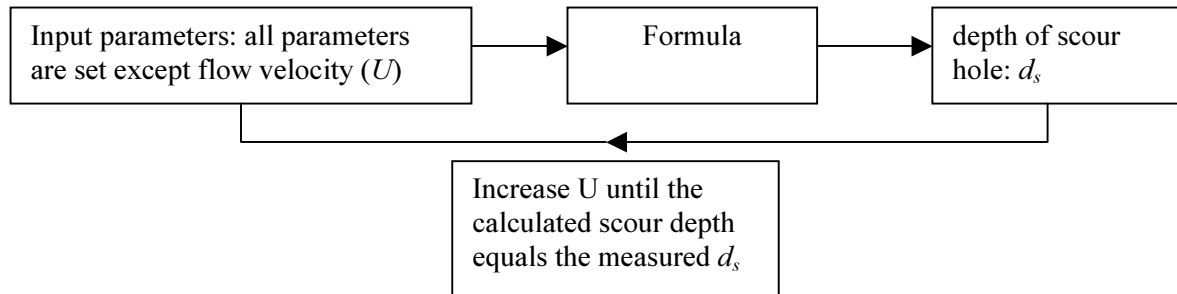 Input parameters: all parameters
are set except flow velocity (U)
Formula
depth of scour
hole: ds
Increase U until the
calculated scour depth
equals the measured ds